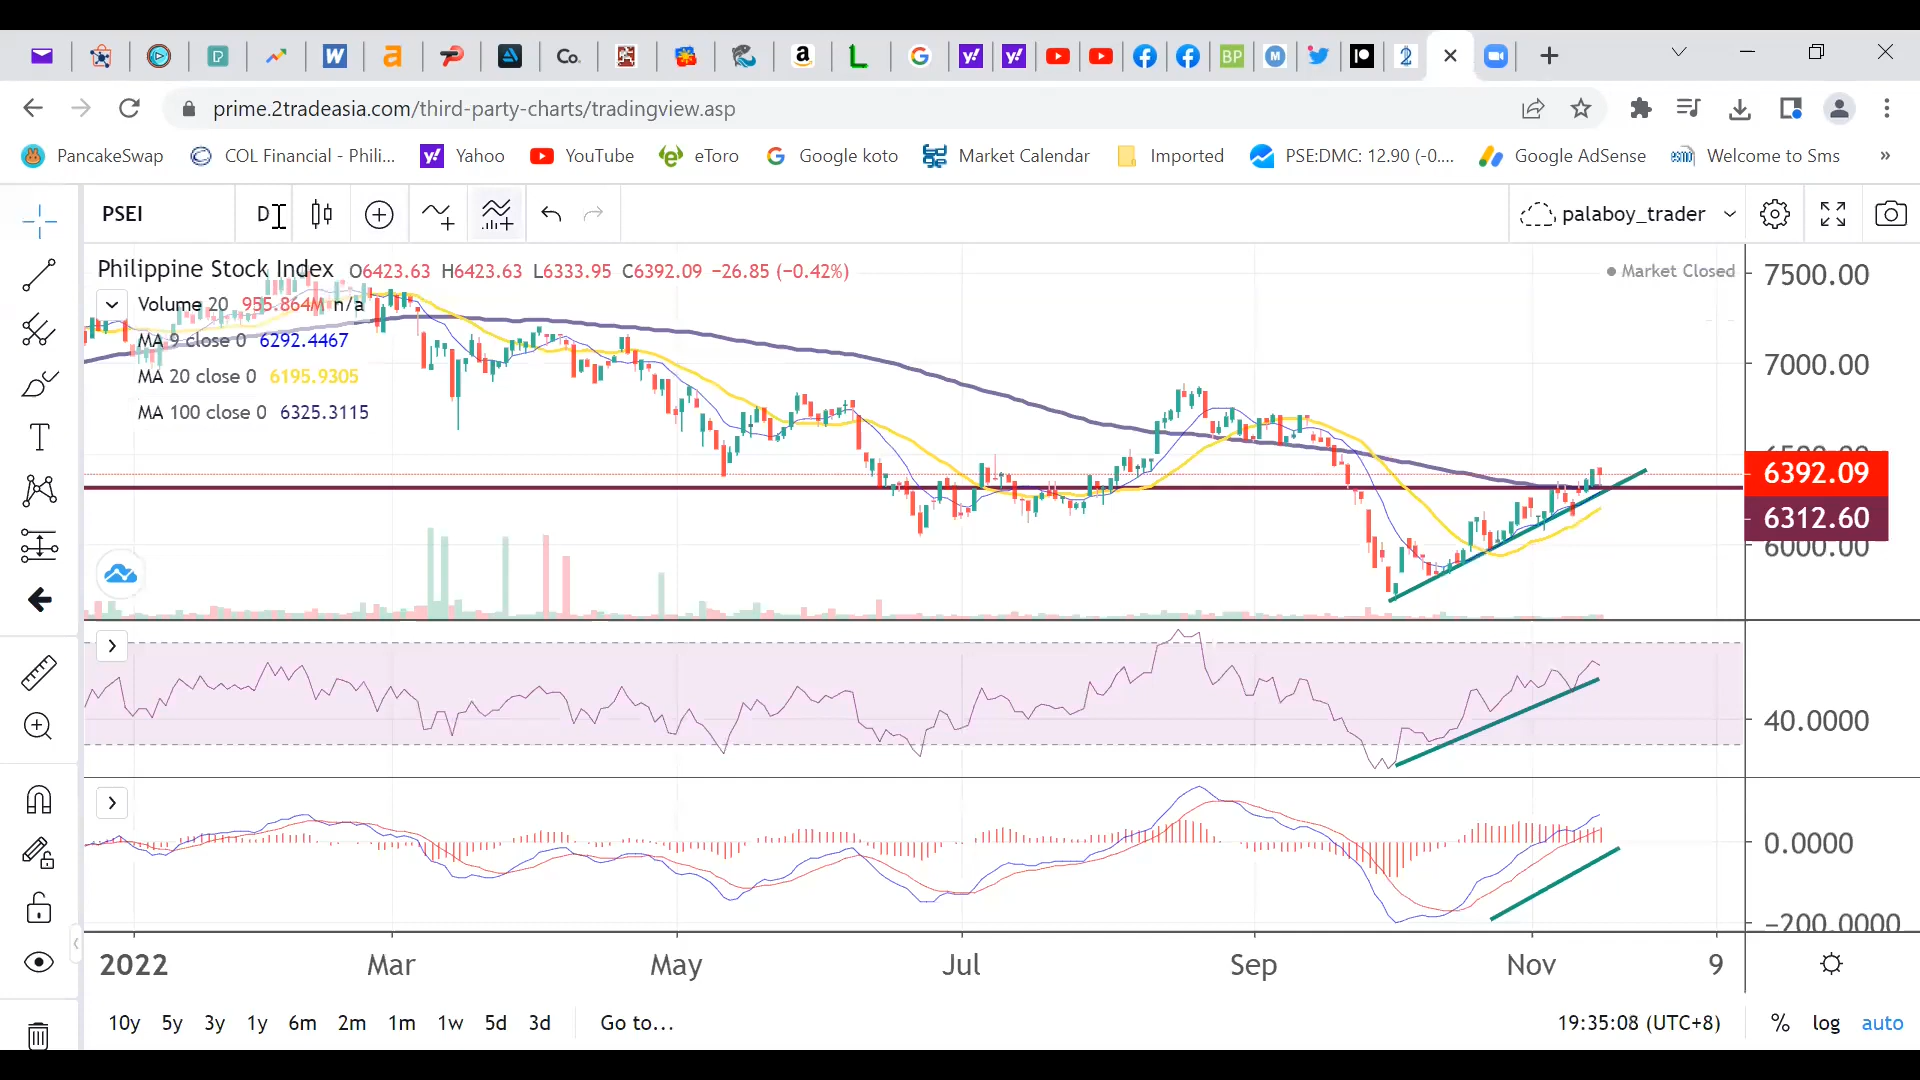 Co.
BP
prime.2tradeasia.com/third-party-charts/tradingview.asp
PancakeSwap COL Financial - Phili... Yahoo YouTube eToro Google koto Market Calendar Imported PSE:DMC: 12.90 (-0.... Google AdSense Welcome to Sms »
PSEI D palaboy_trader
Philippine Stock Index O6423.63 H6423.63 L6333.95 C6392.09 −26.85 (−0.42%) Market Closed
Volume 20 955.864M n/a
MA 9 close 0 6292.4467
MA 20 close 0 6195.9305
MA 100 close 0 6325.3115
7500.00
7000.00
6500.00
6392.09
6312.60
6000.00
40.0000
0.0000
−200.0000
2022 Mar May Jul Sep Nov 9
10y 5y 3y 1y 6m 2m 1m 1w 5d 3d Go to... 19:35:08 (UTC+8) % log auto